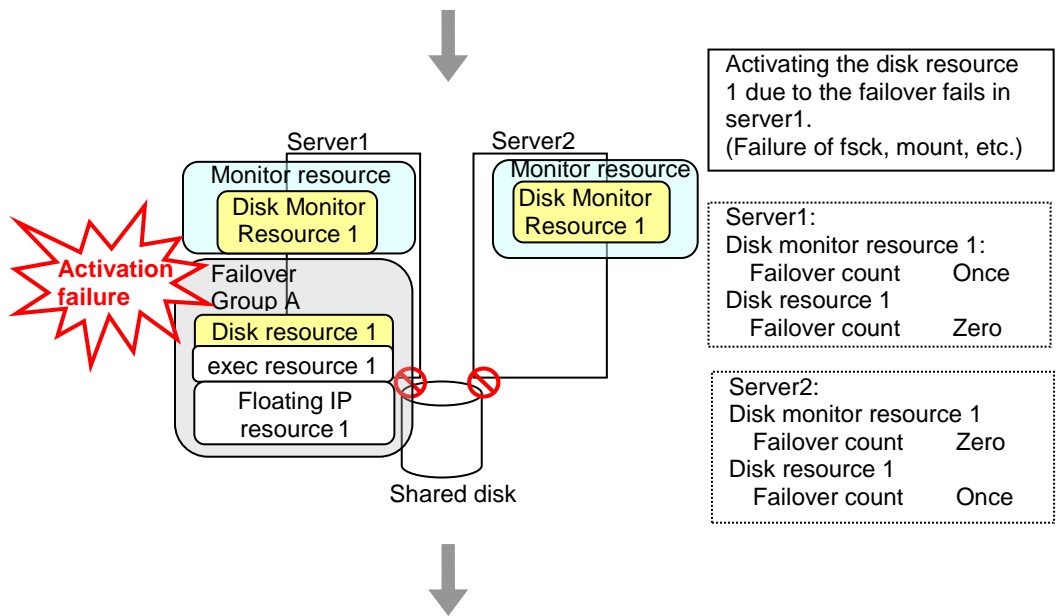 Activating the disk resource
1 due to the failover fails in
server1.
(Failure of fsck, mount, etc.)
Server1
Server2
Monitor resource
Disk Monitor
Resource 1
Monitor resource
Disk Monitor
Resource 1
Activation
failure
Failover
Group A
Disk resource 1
exec resource 1
Floating IP
resource 1
Shared disk
Server1:
Disk monitor resource 1:
Failover count Once
Disk resource 1
Failover count Zero
Server2:
Disk monitor resource 1
Failover count Zero
Disk resource 1
Failover count Once